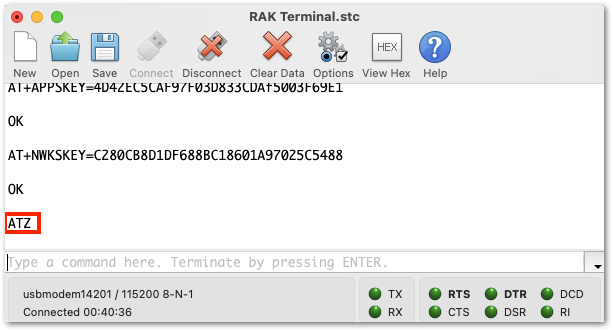 RAK Terminal.stc
New Open Save Connect Disconnect Clear Data Options View Hex Help
HEX
AT+APPSKEY=4D42EC5CAF97F03D833CDAf5003F69E1
OK
AT+NWKSKEY=C280CB8D1DF688BC18601A97025C5488
OK
ATZ
Type a command here. Terminate by pressing ENTER.
usbmodem14201 / 115200 8-N-1
Connected 00:40:36
TX RTS DTR DCD
RX CTS DSR RI